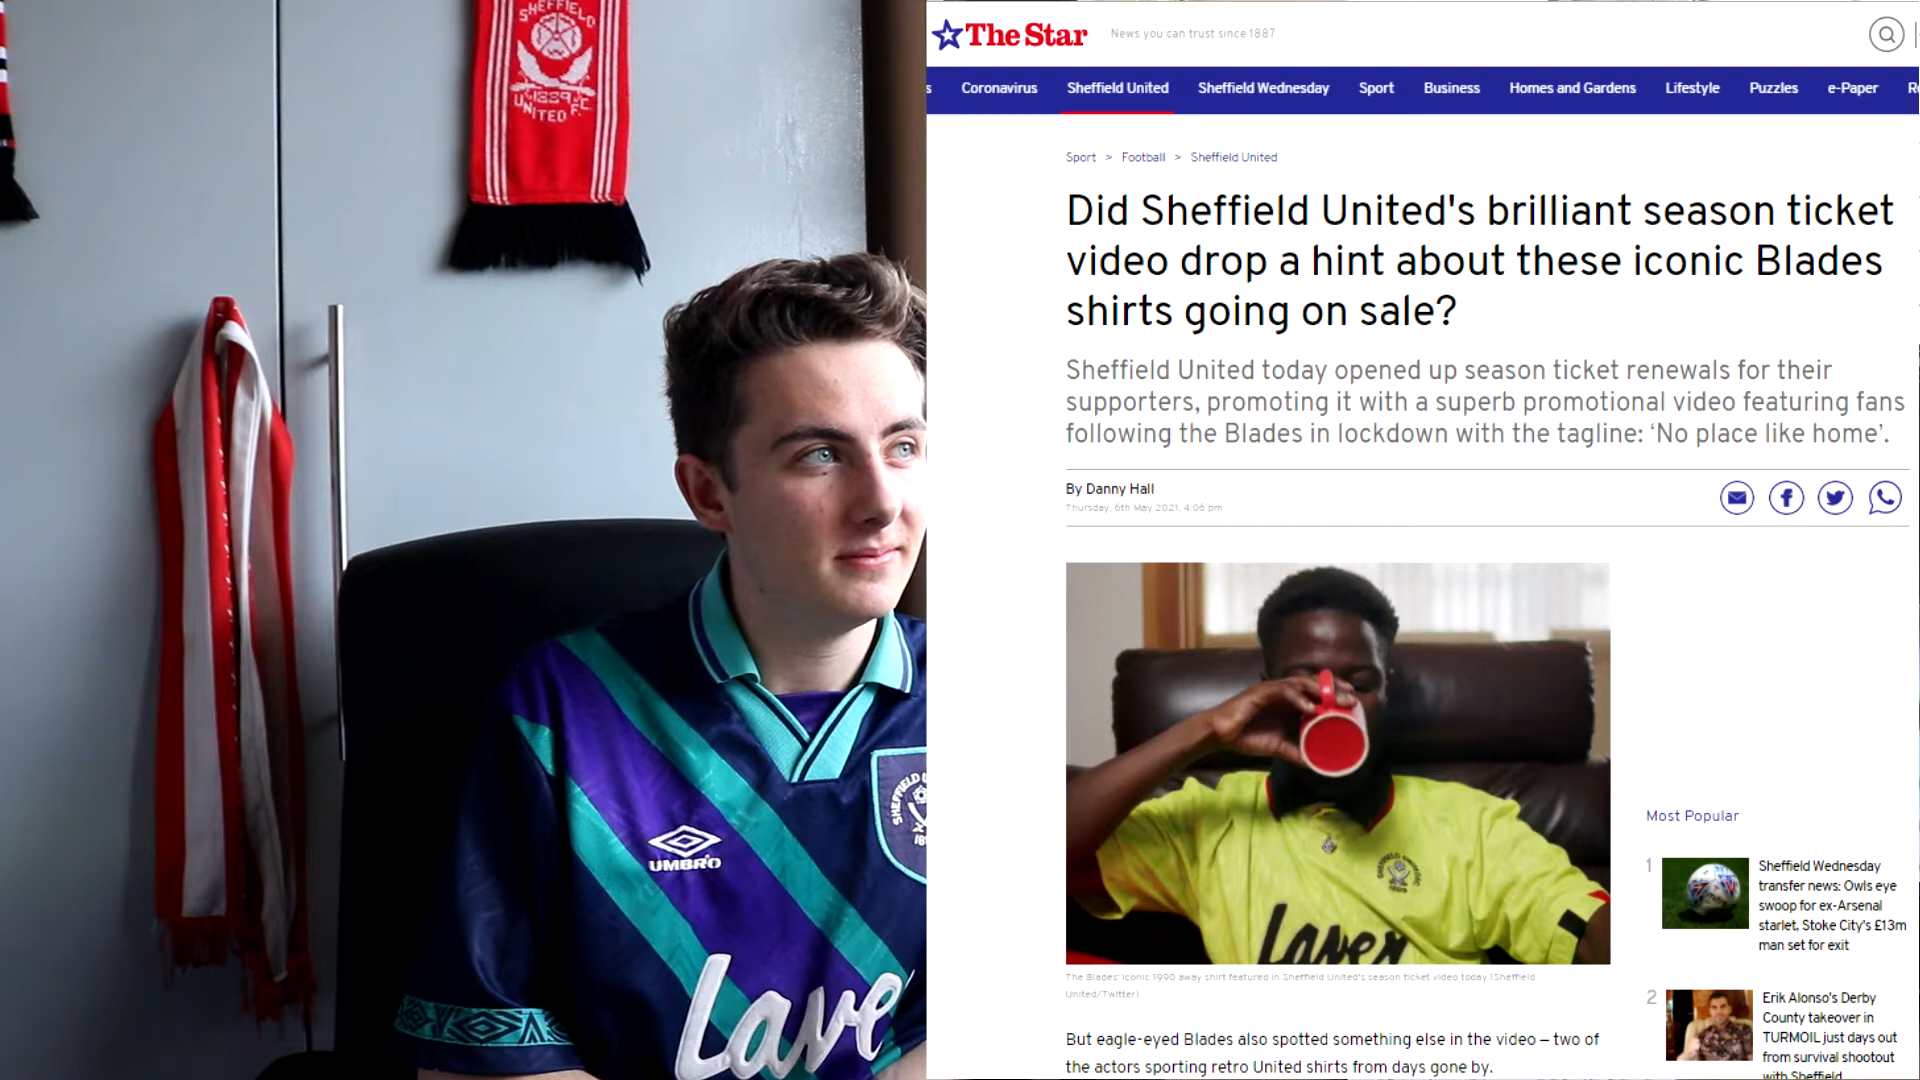 SHEFFIELD
1889
F.C.
UNITED
The Star
News you can trust since 1887
s Coronavirus Sheffield United Sheffield Wednesday Sport Business Homes and Gardens Lifestyle Puzzles e-Paper R
Sport > Football > Sheffield United
Did Sheffield United's brilliant season ticket
video drop a hint about these iconic Blades
shirts going on sale?
Sheffield United today opened up season ticket renewals for their
supporters, promoting it with a superb promotional video featuring fans
following the Blades in lockdown with the tagline: ‘No place like home’.
By Danny Hall
Thursday, 6th May 2021, 4:06 pm
SHEFFIELD U
18
UMBRO
Lave
SHEFFIELD UNITED
1889
Laver
The Blades' iconic 1990 away shirt featured in Sheffield United's season ticket video today (Sheffield
United/Twitter)
But eagle-eyed Blades also spotted something else in the video – two of
the actors sporting retro United shirts from days gone by.
Most Popular
1
Sheffield Wednesday
transfer news: Owls eye
swoop for ex-Arsenal
starlet, Stoke City's £13m
man set for exit
2
Erik Alonso's Derby
County takeover in
TURMOIL just days out
from survival shootout
with Sheffield